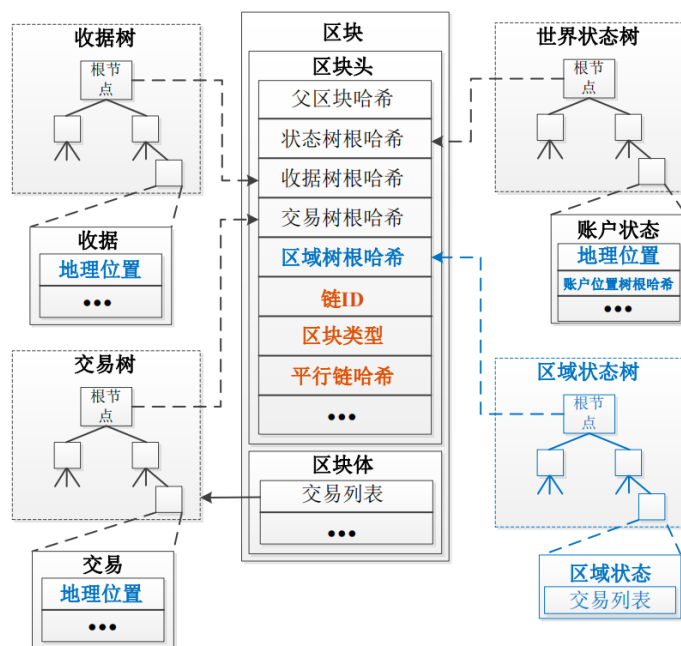 收据树
根节
点
收据
地理位置
•••
交易树
根节
点
交易
地理位置
•••
区块
区块头
父区块哈希
状态树根哈希
收据树根哈希
交易树根哈希
区域树根哈希
链ID
区块类型
平行链哈希
•••
区块体
交易列表
•••
世界状态树
根节
点
账户状态
地理位置
账户位置树根哈希
•••
区域状态树
根节
点
区域状态
交易列表